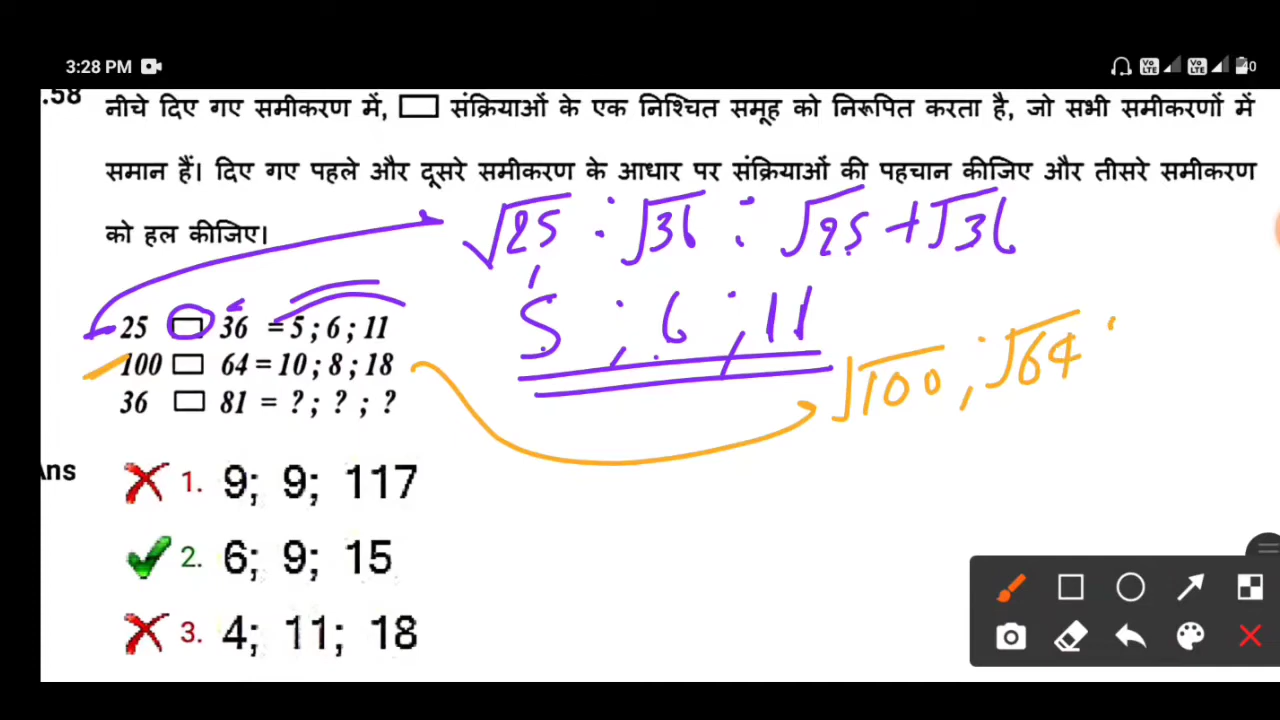 3:28 PM
40
.58 नीचे दिए गए समीकरण में, □ संक्रियाओं के एक निश्चित समूह को निरूपित करता है, जो सभी समीकरणों में
समान हैं। दिए गए पहले और दूसरे समीकरण के आधार पर संक्रियाओं की पहचान कीजिए और तीसरे समीकरण
को हल कीजिए।
√25 ; √36 ; √25 + √36
5 ; 6 ; 11
25 □ 36 = 5 ; 6 ; 11
100 □ 64 = 10 ; 8 ; 18
√100 ; √64 ;
36 □ 81 = ? ; ? ; ?
Ans
1. 9; 9; 117
2. 6; 9; 15
3. 4; 11; 18